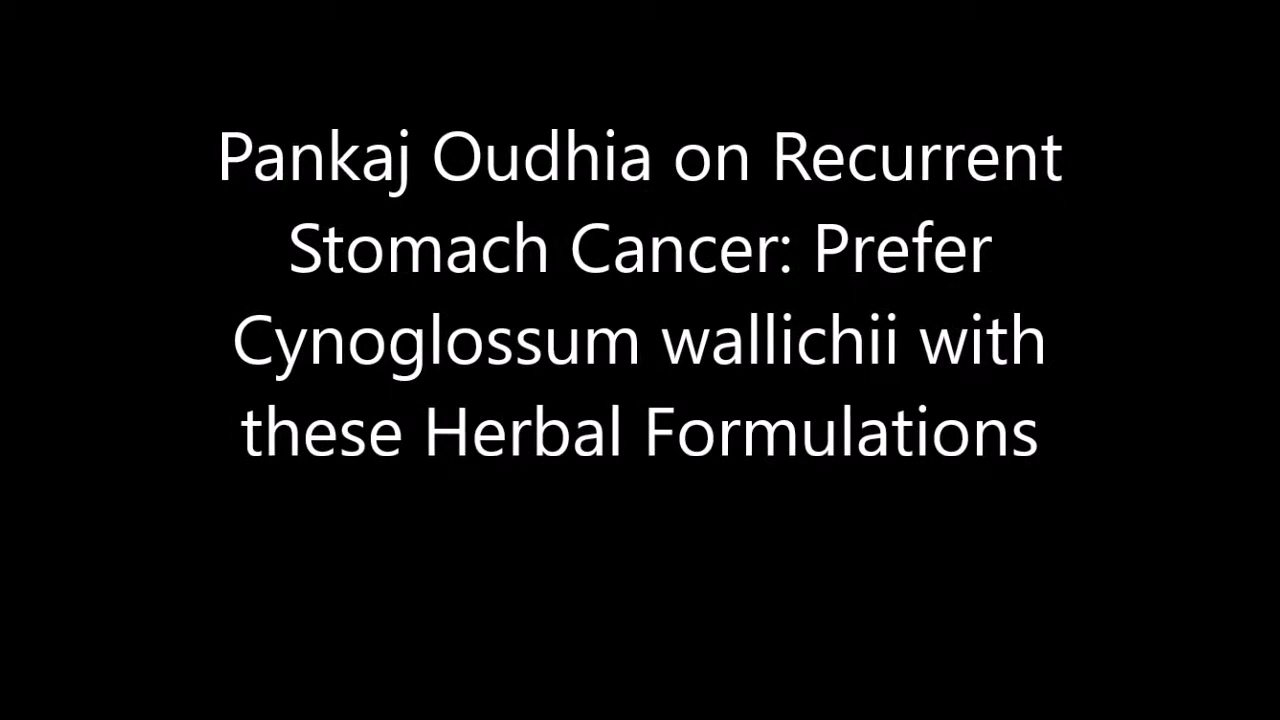 Pankaj Oudhia on Recurrent
Stomach Cancer: Prefer
Cynoglossum wallichii with
these Herbal Formulations